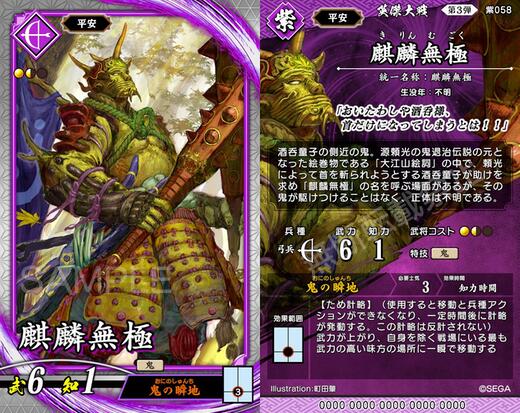 平安
SAMPLE
麒麟無極
鬼
武6 知1
おにのしゅんち
鬼の瞬地
3
紫
平安
英傑大戦
第3弾
紫058
きりんむごく
麒麟無極
統一名称:麒麟無極
生没年:不明
「おいたわしや酒呑様、
首だけになってしまうとは!!」
酒呑童子の側近の鬼。源頼光の鬼退治伝説の元と
なった絵巻物である「大江山絵詞」の中で、頼光
によって首を斬られようとする酒呑童子が助けを
求め「麒麟無極」の名を呼ぶ場面があるが、その
鬼が駆けつけることはなく、正体は不明である。
兵種 武力 知力 武将コスト
弓兵 6 1
特技 鬼
おにのしゅんち 必要士気 効果時間
鬼の瞬地 3 知力時間
効果範囲
【ため計略】(使用すると移動と兵種アク
ションができなくなり、一定時間後に計略
が発動する。この計略は反計されない)
武力が上がり、自身を除く戦場にいる最も
武力の高い味方の場所に一瞬で移動する
Illustration:町田肇
©SEGA
0000 0000 0000 0000 0000